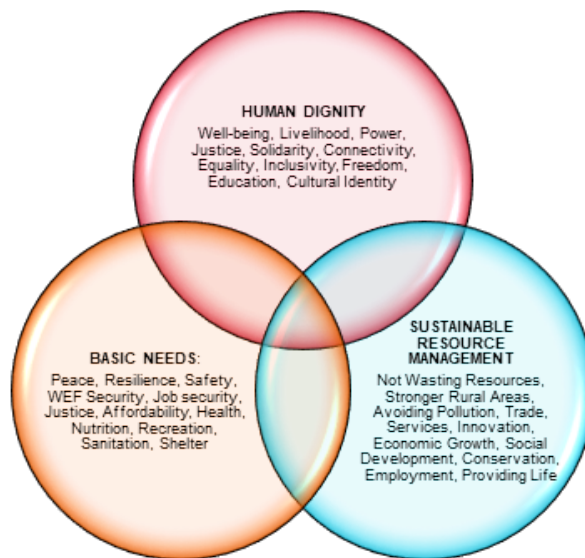 HUMAN DIGNITY
Well-being, Livelihood, Power,
Justice, Solidarity, Connectivity,
Equality, Inclusivity, Freedom,
Education, Cultural Identity
BASIC NEEDS:
Peace, Resilience, Safety,
WEF Security, Job security,
Justice, Affordability, Health,
Nutrition, Recreation,
Sanitation, Shelter
SUSTAINABLE
RESOURCE
MANAGEMENT
Not Wasting Resources,
Stronger Rural Areas,
Avoiding Pollution, Trade,
Services, Innovation,
Economic Growth, Social
Development, Conservation,
Employment, Providing Life